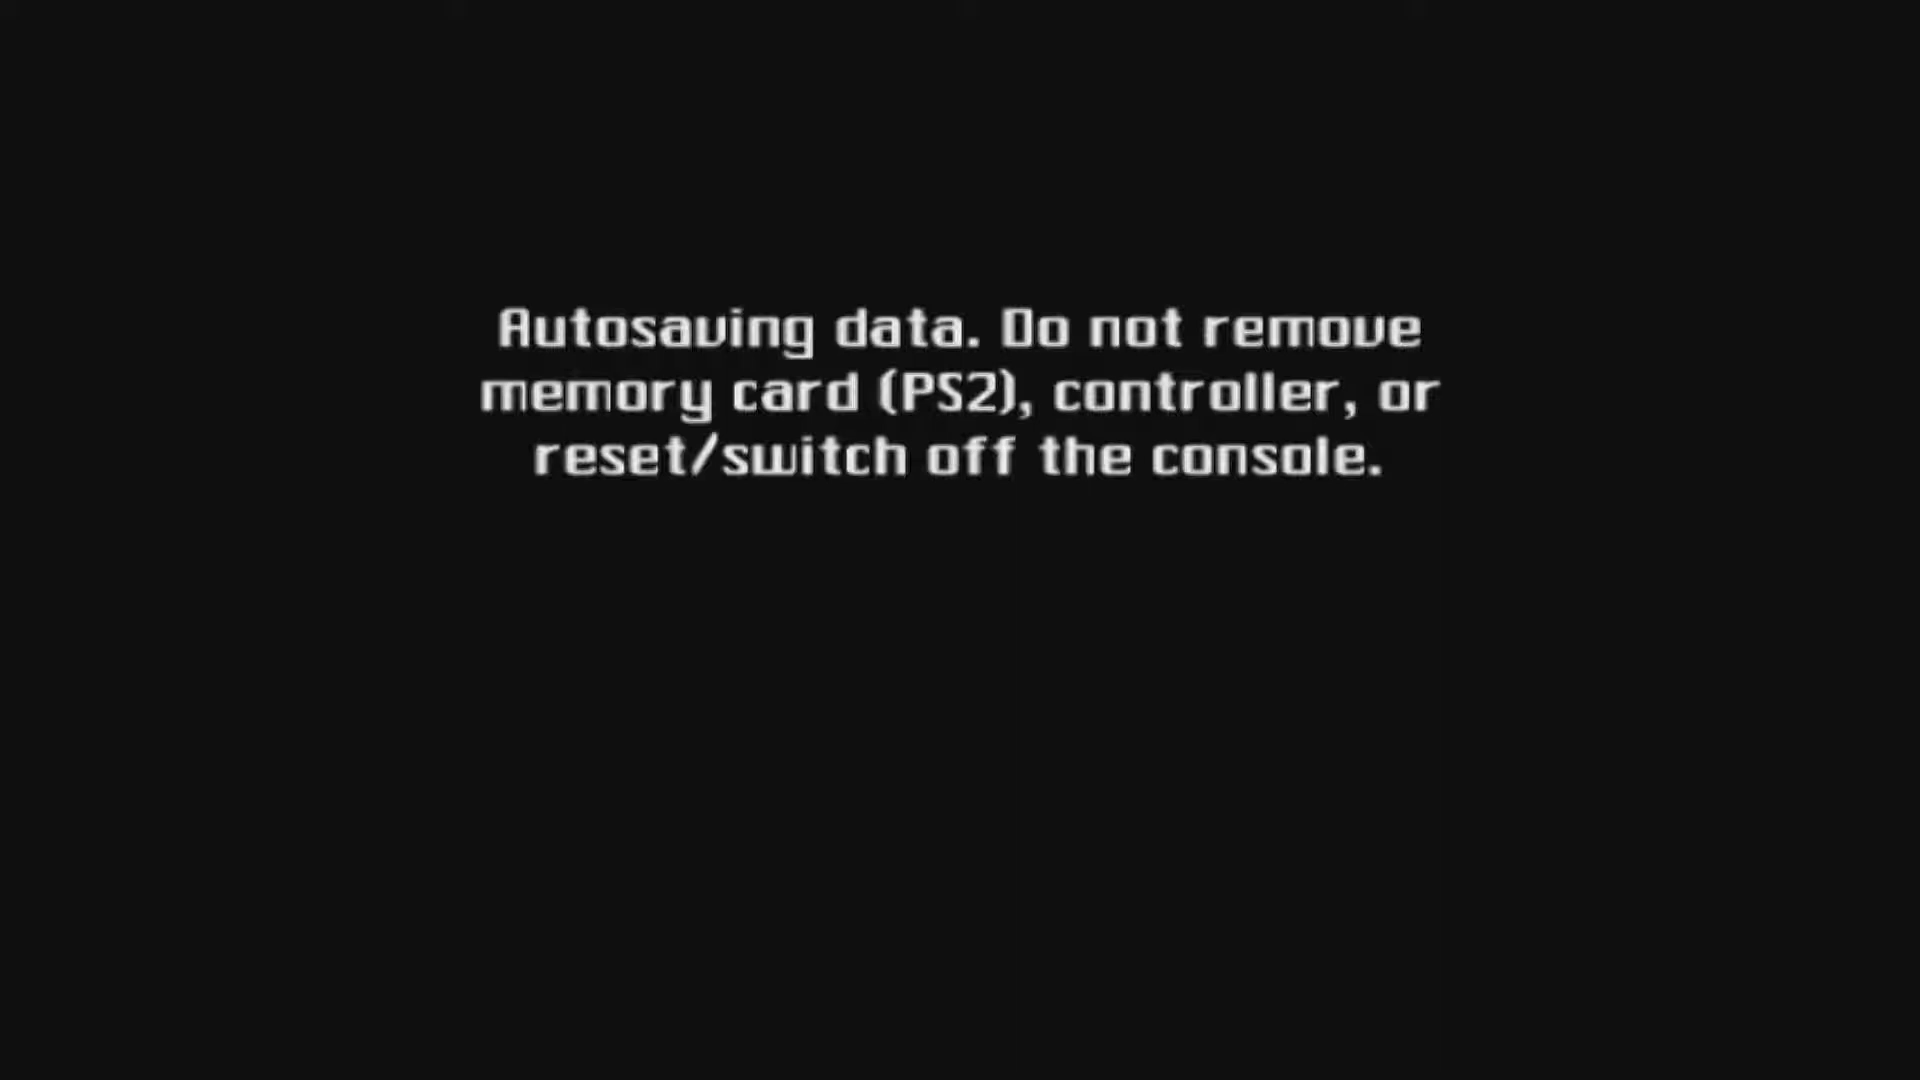 Autosaving data. Do not remove
memory card (PS2), controller, or
reset/switch off the console.